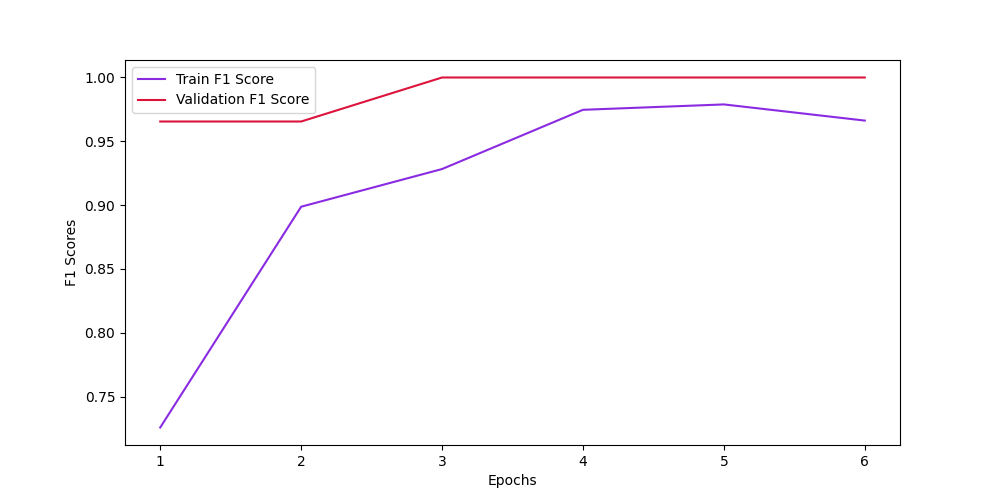 Train F1 Score
Validation F1 Score
1.00
0.95
0.90
0.85
0.80
0.75
F1 Scores
1 2 3 4 5 6
Epochs